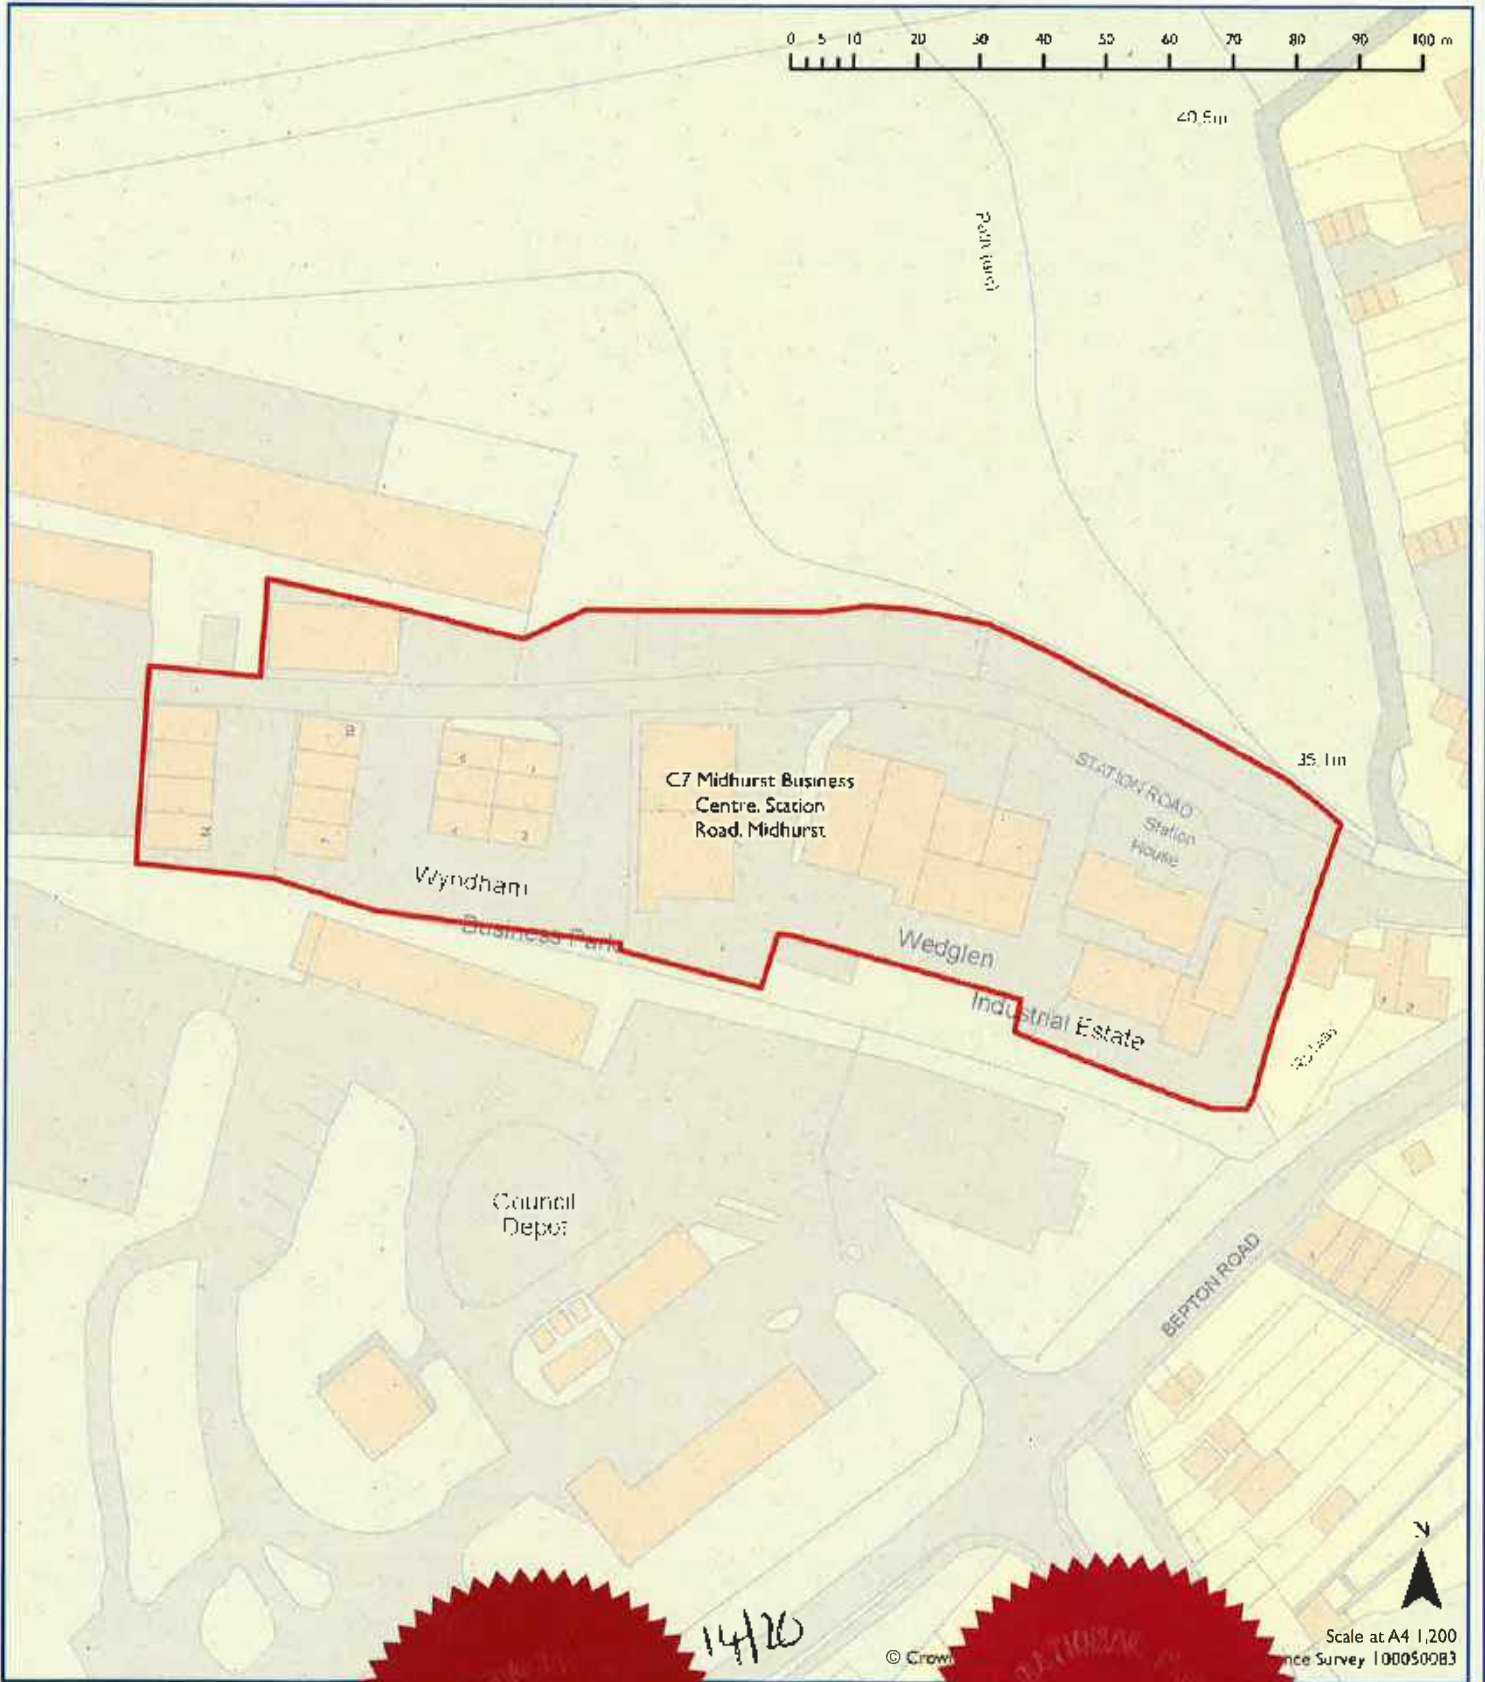 0 5 10 20 30 40 50 60 70 80 90 100 m
40.5m
Path (um)
35.1m
STATION ROAD
Station
House
C7 Midhurst Business
Centre, Station
Road, Midhurst
Wyndham
Business Park
Wedglen
Industrial Estate
Council
Depot
BEPTON ROAD
N
14/20
Scale at A4 1,200
© Crow
nce Survey 100050083